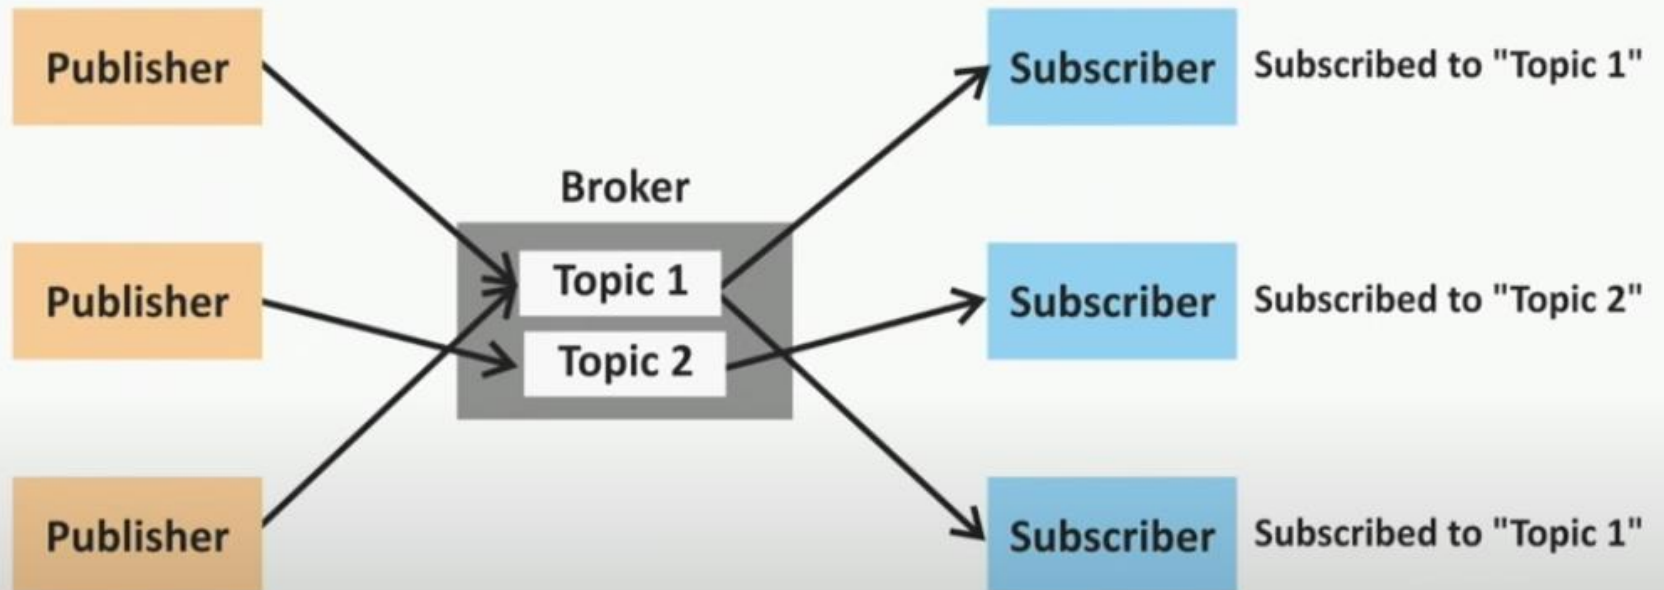 Publisher
Subscriber
Subscribed to "Topic 1"
Broker
Topic 1
Topic 2
Publisher
Subscriber
Subscribed to "Topic 2"
Publisher
Subscriber
Subscribed to "Topic 1"